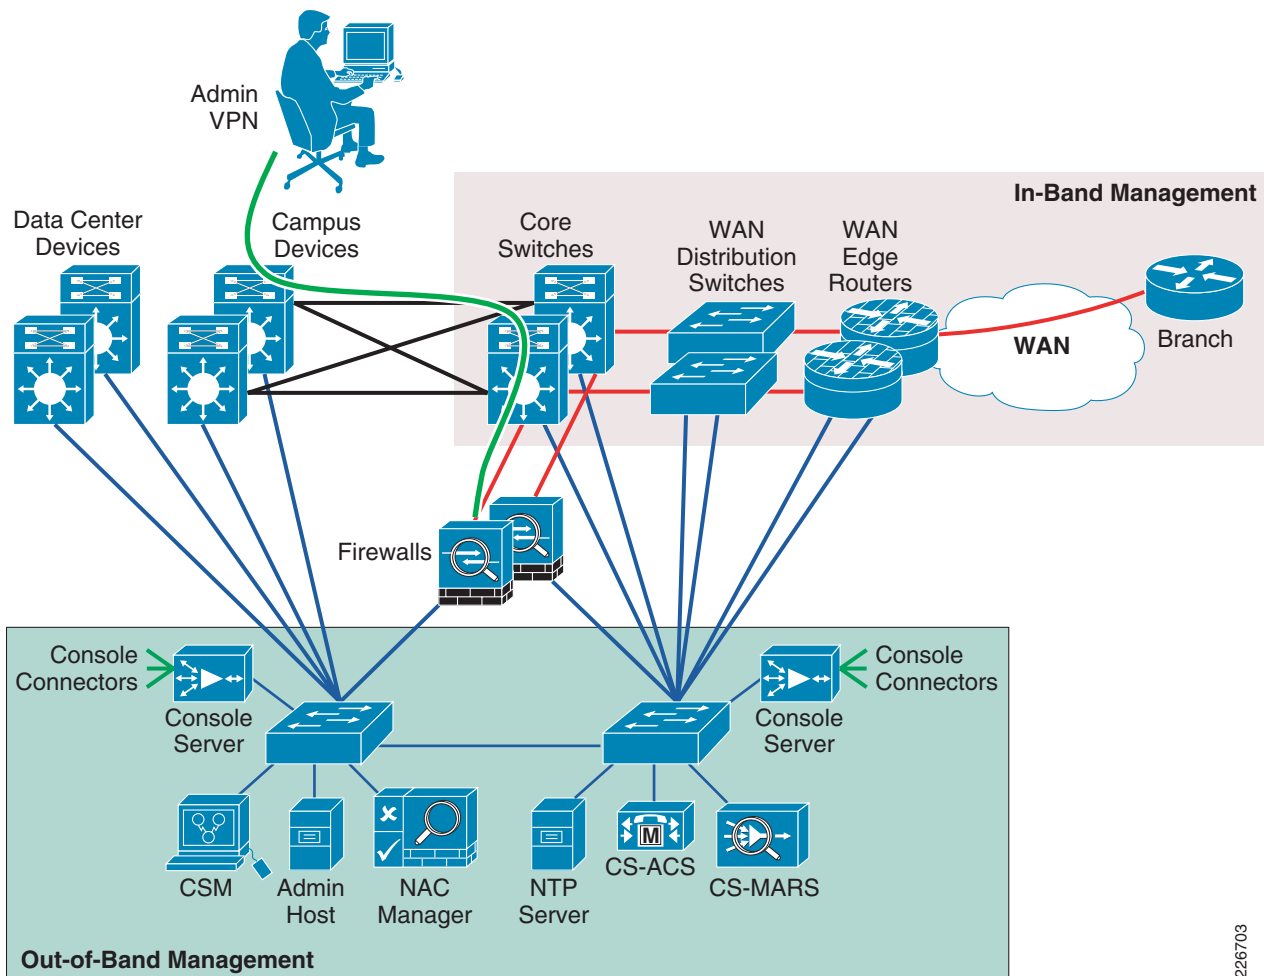 Admin
VPN
In-Band Management
Data Center
Devices
Campus
Devices
Core
Switches
WAN
Distribution
Switches
WAN
Edge
Routers
WAN
Branch
Firewalls
Console
Connectors
Console
Server
Console
Server
Console
Connectors
CSM
Admin
Host
NAC
Manager
NTP
Server
M
CS-ACS
CS-MARS
Out-of-Band Management
226703